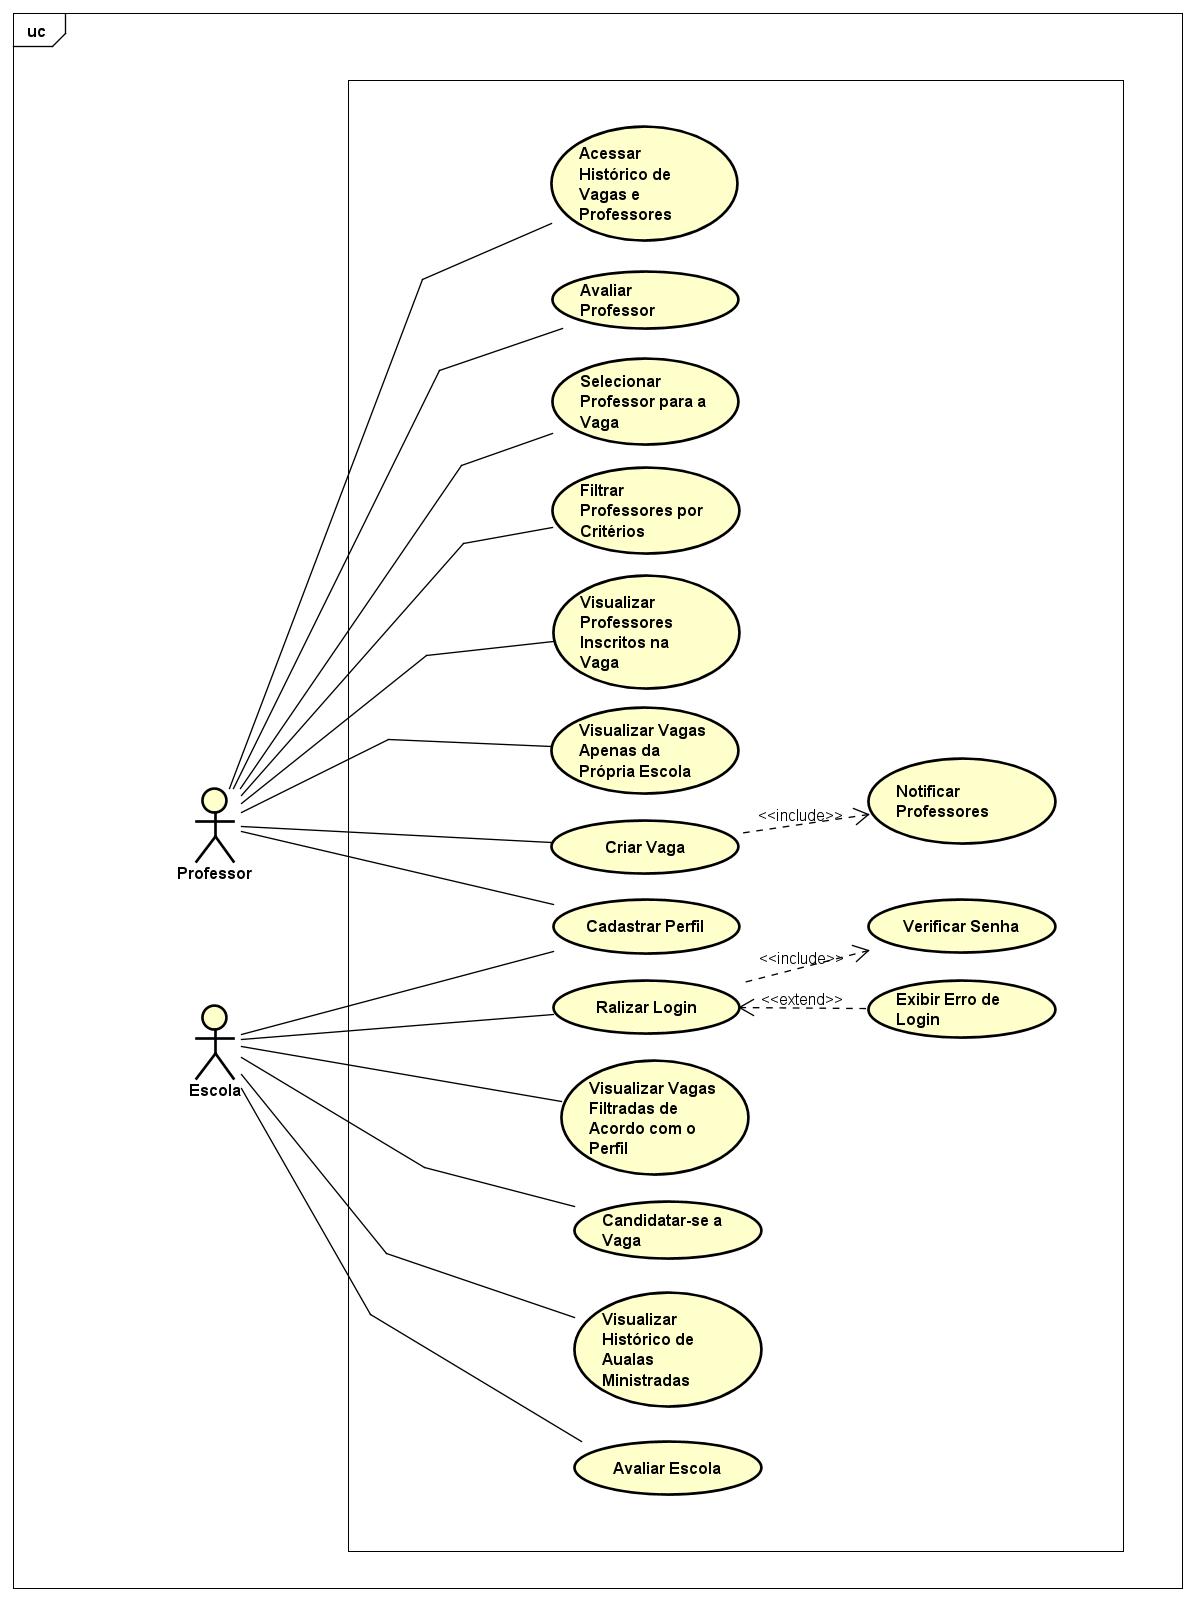 uc
Acessar
Histórico de
Vagas e
Professores
Avaliar
Professor
Selecionar
Professor para a
Vaga
Filtrar
Professores por
Critérios
Visualizar
Professores
Inscritos na
Vaga
Visualizar Vagas
Apenas da
Própria Escola
Notificar
Professores
<<include>>
Criar Vaga
Professor
Cadastrar Perfil
Verificar Senha
<<include>>
Ralizar Login
<<extend>>
Exibir Erro de
Login
Escola
Visualizar Vagas
Filtradas de
Acordo com o
Perfil
Candidatar-se a
Vaga
Visualizar
Histórico de
Aualas
Ministradas
Avaliar Escola